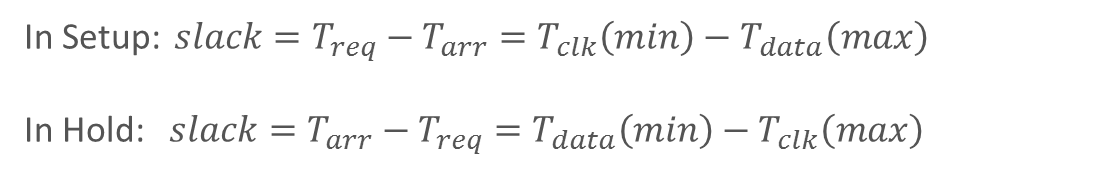 In Setup: slack = T_req − T_arr = T_clk(min) − T_data(max)
In Hold: slack = T_arr − T_req = T_data(min) − T_clk(max)